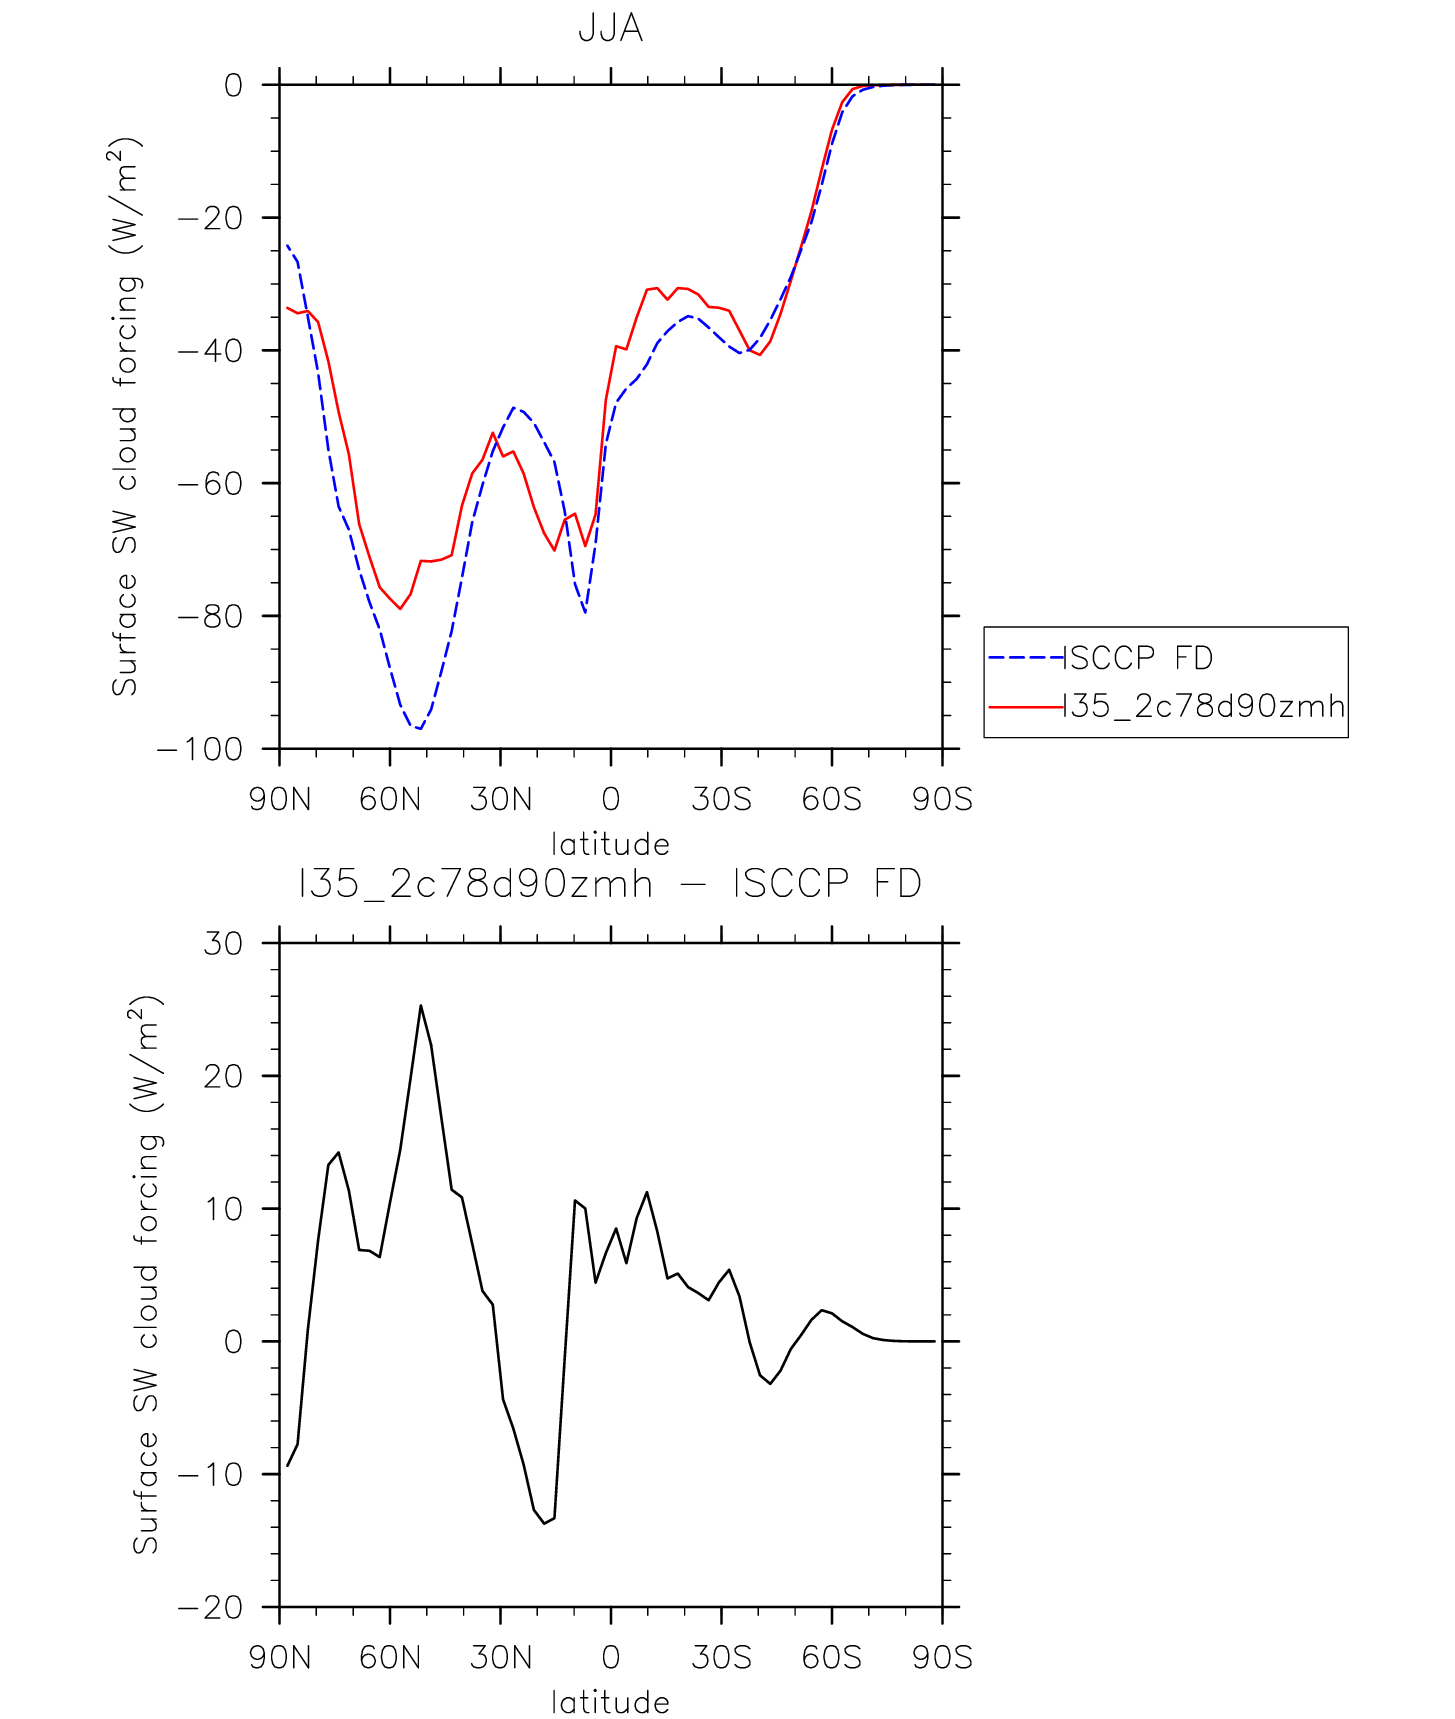 JJA
Surface SW cloud forcing (W/m²)
0
−20
−40
−60
−80
−100
90N 60N 30N 0 30S 60S 90S
latitude
ISCCP FD
I35_2c78d90zmh
I35_2c78d90zmh − ISCCP FD
Surface SW cloud forcing (W/m²)
30
20
10
0
−10
−20
90N 60N 30N 0 30S 60S 90S
latitude